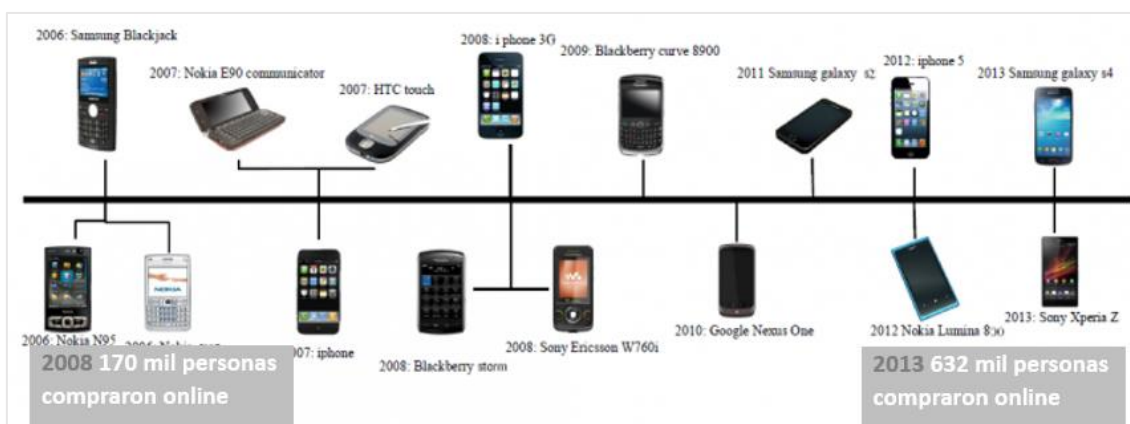 2006: Samsung Blackjack
2007: Nokia E90 communicator
2007: HTC touch
2008: i phone 3G
2009: Blackberry curve 8900
2011 Samsung galaxy s2
2012: iphone 5
2013 Samsung galaxy s4
2006: Nokia N95
2007: iphone
2008: Blackberry storm
2008: Sony Ericsson W760i
2010: Google Nexus One
2012 Nokia Lumina 800
2013: Sony Xperia Z
2008 170 mil personas
compraron online
2013 632 mil personas
compraron online